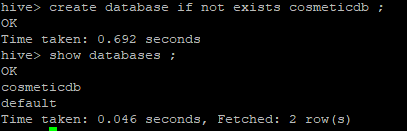 hive> create database if not exists cosmeticdb ;
OK
Time taken: 0.692 seconds
hive> show databases ;
OK
cosmeticdb
default
Time taken: 0.046 seconds, Fetched: 2 row(s)